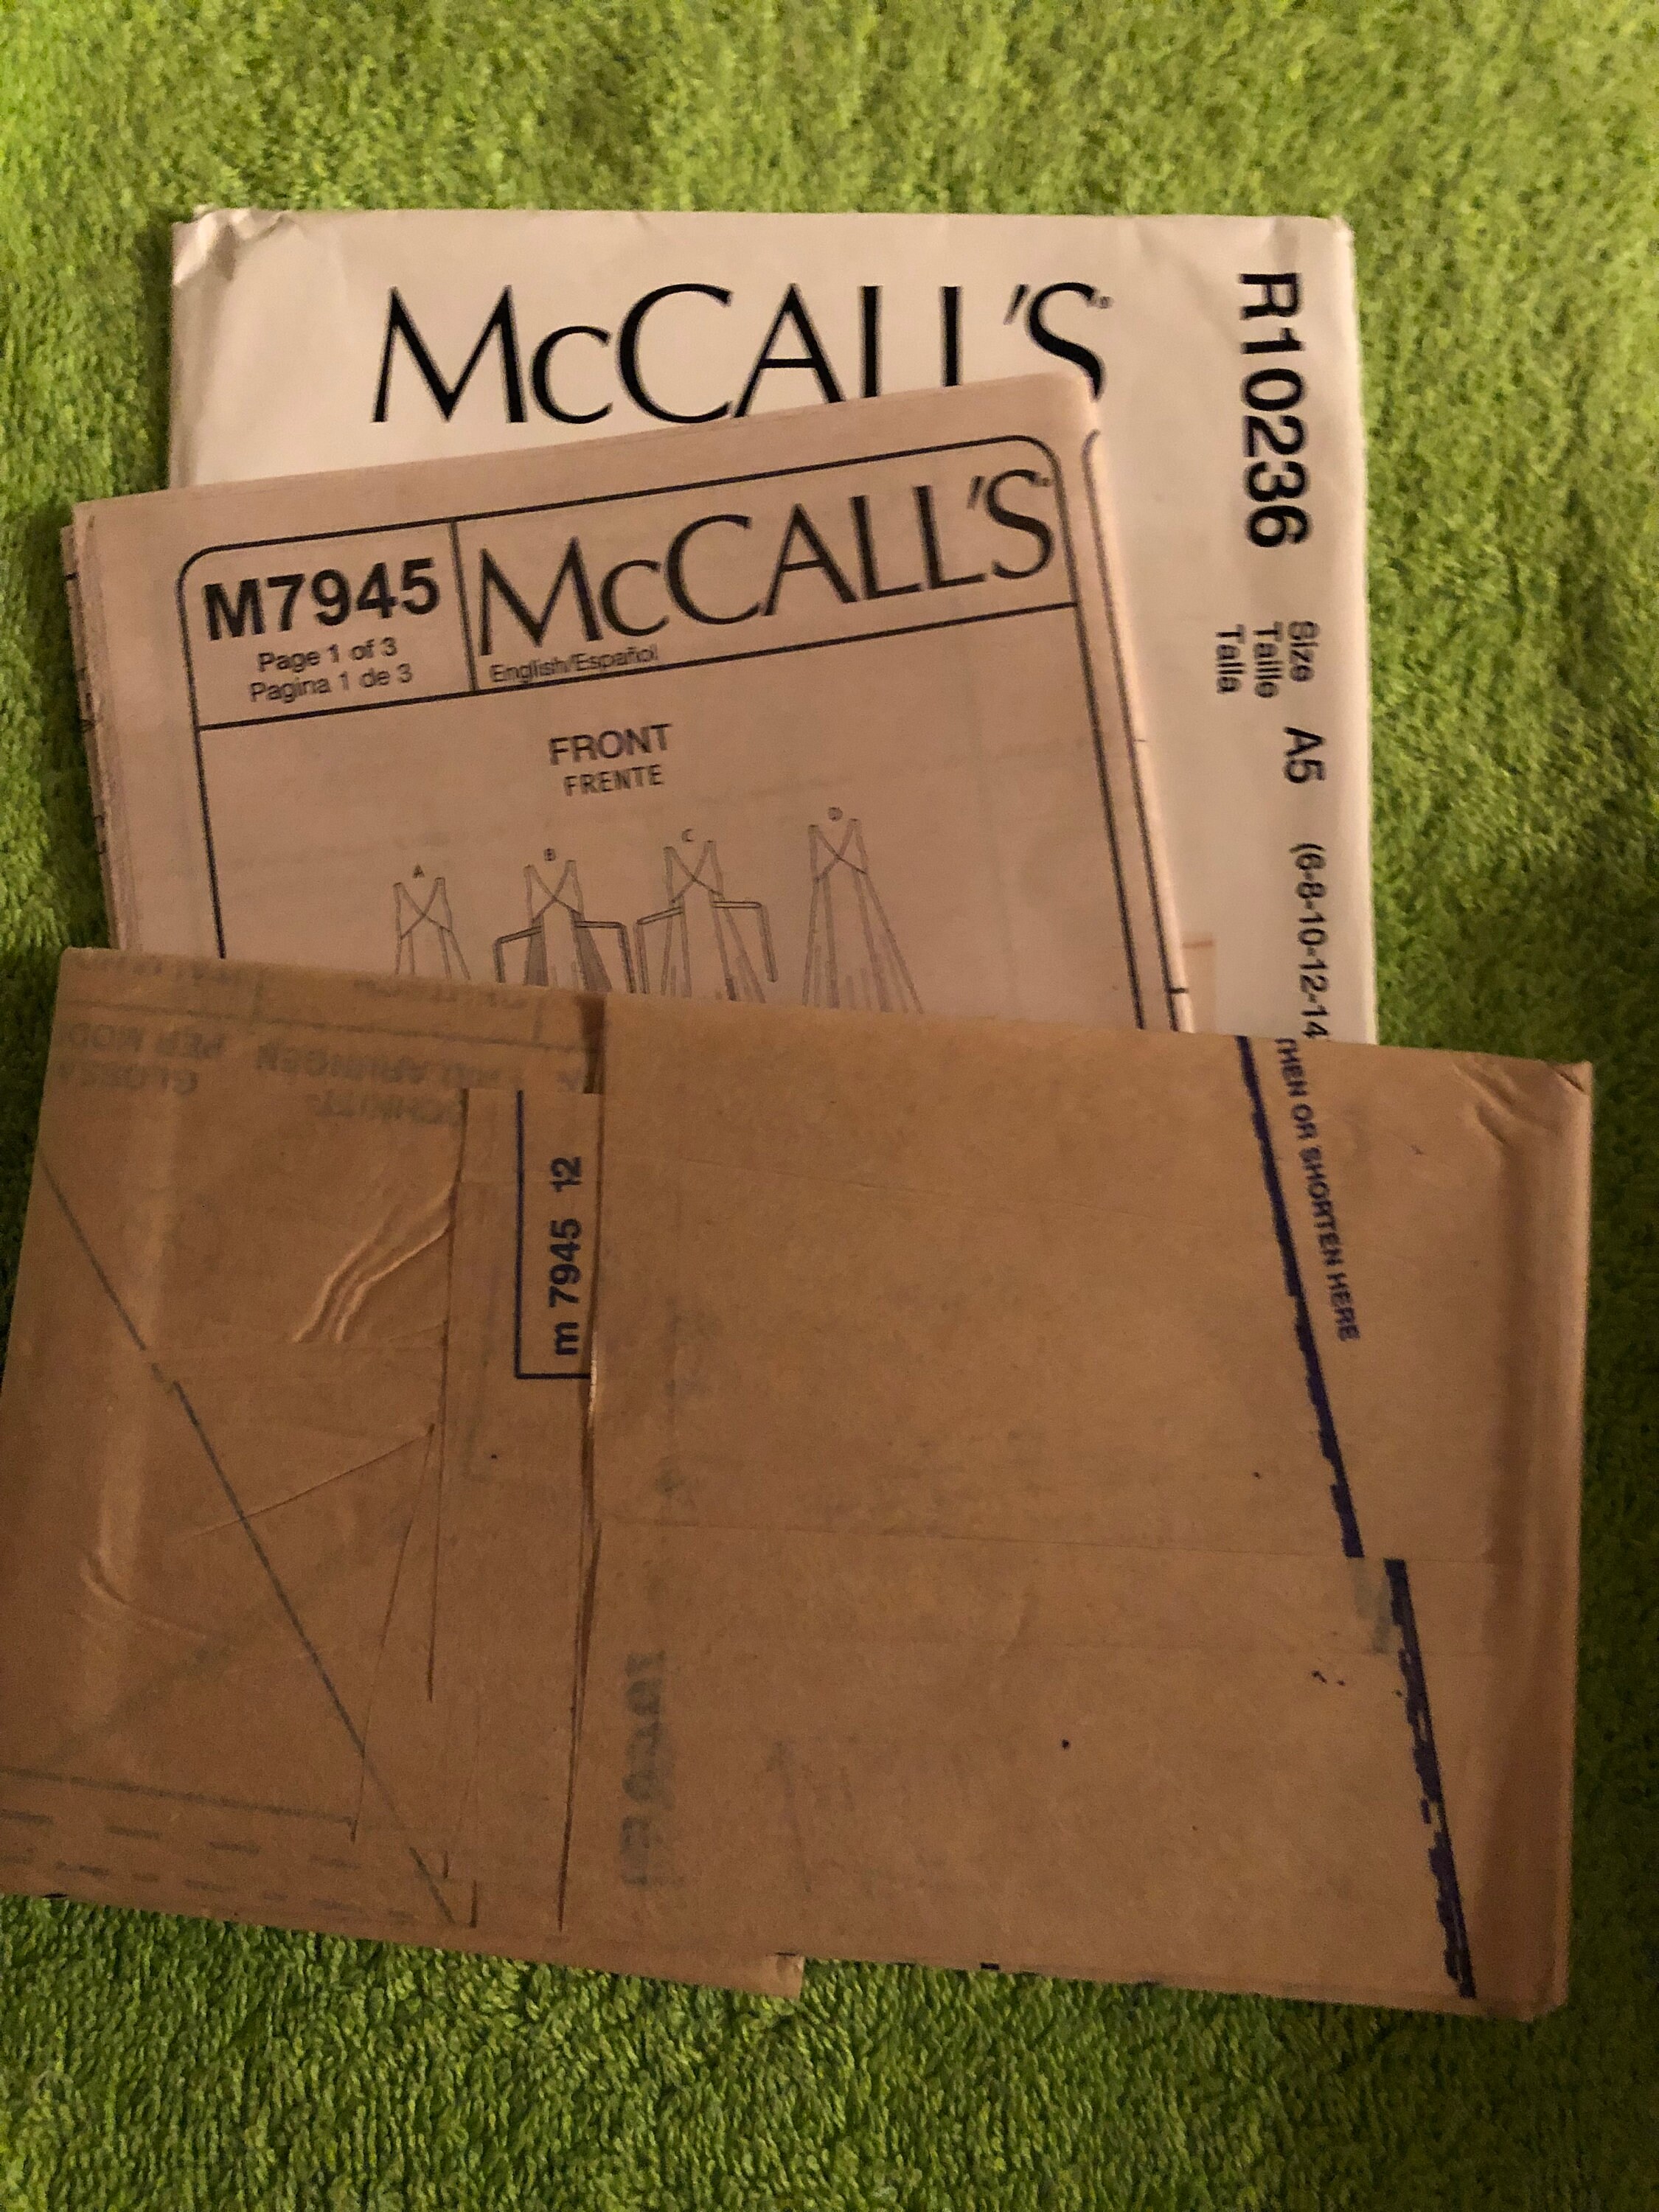 McCALL'S
R10236
Size
Taille
Talla
A5
(6-8-10-12-14
M7945
Page 1 of 3
Pagina 1 de 3
McCALL'S
English/Español
FRONT
FRENTE
A
B
C
D
THEN OR SHORTEN HERE
m 7945 12